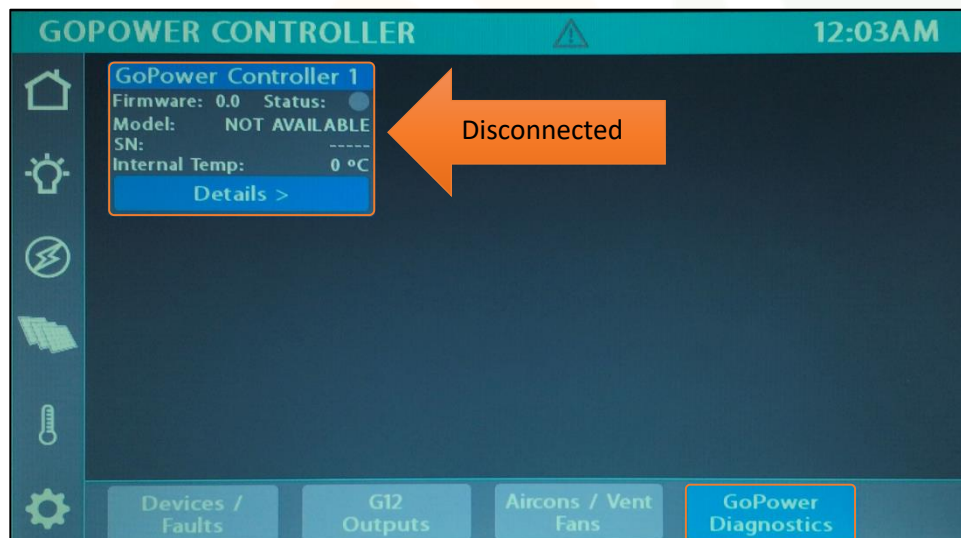 GOPOWER CONTROLLER
12:03AM
GoPower Controller 1
Firmware: 0.0 Status:
Model: NOT AVAILABLE
SN: -----
Internal Temp: 0 ºC
Details >
Disconnected
Devices / Faults
G12 Outputs
Aircons / Vent Fans
GoPower Diagnostics